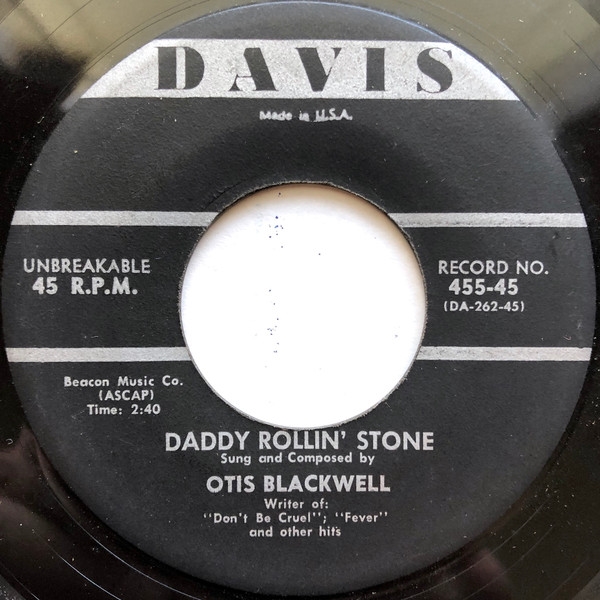 DAVIS
Made in U.S.A.
UNBREAKABLE
45 R.P.M.
RECORD NO.
455-45
(DA-262-45)
Beacon Music Co.
(ASCAP)
Time: 2:40
DADDY ROLLIN' STONE
Sung and Composed by
OTIS BLACKWELL
Writer of:
"Don't Be Cruel"; "Fever"
and other hits